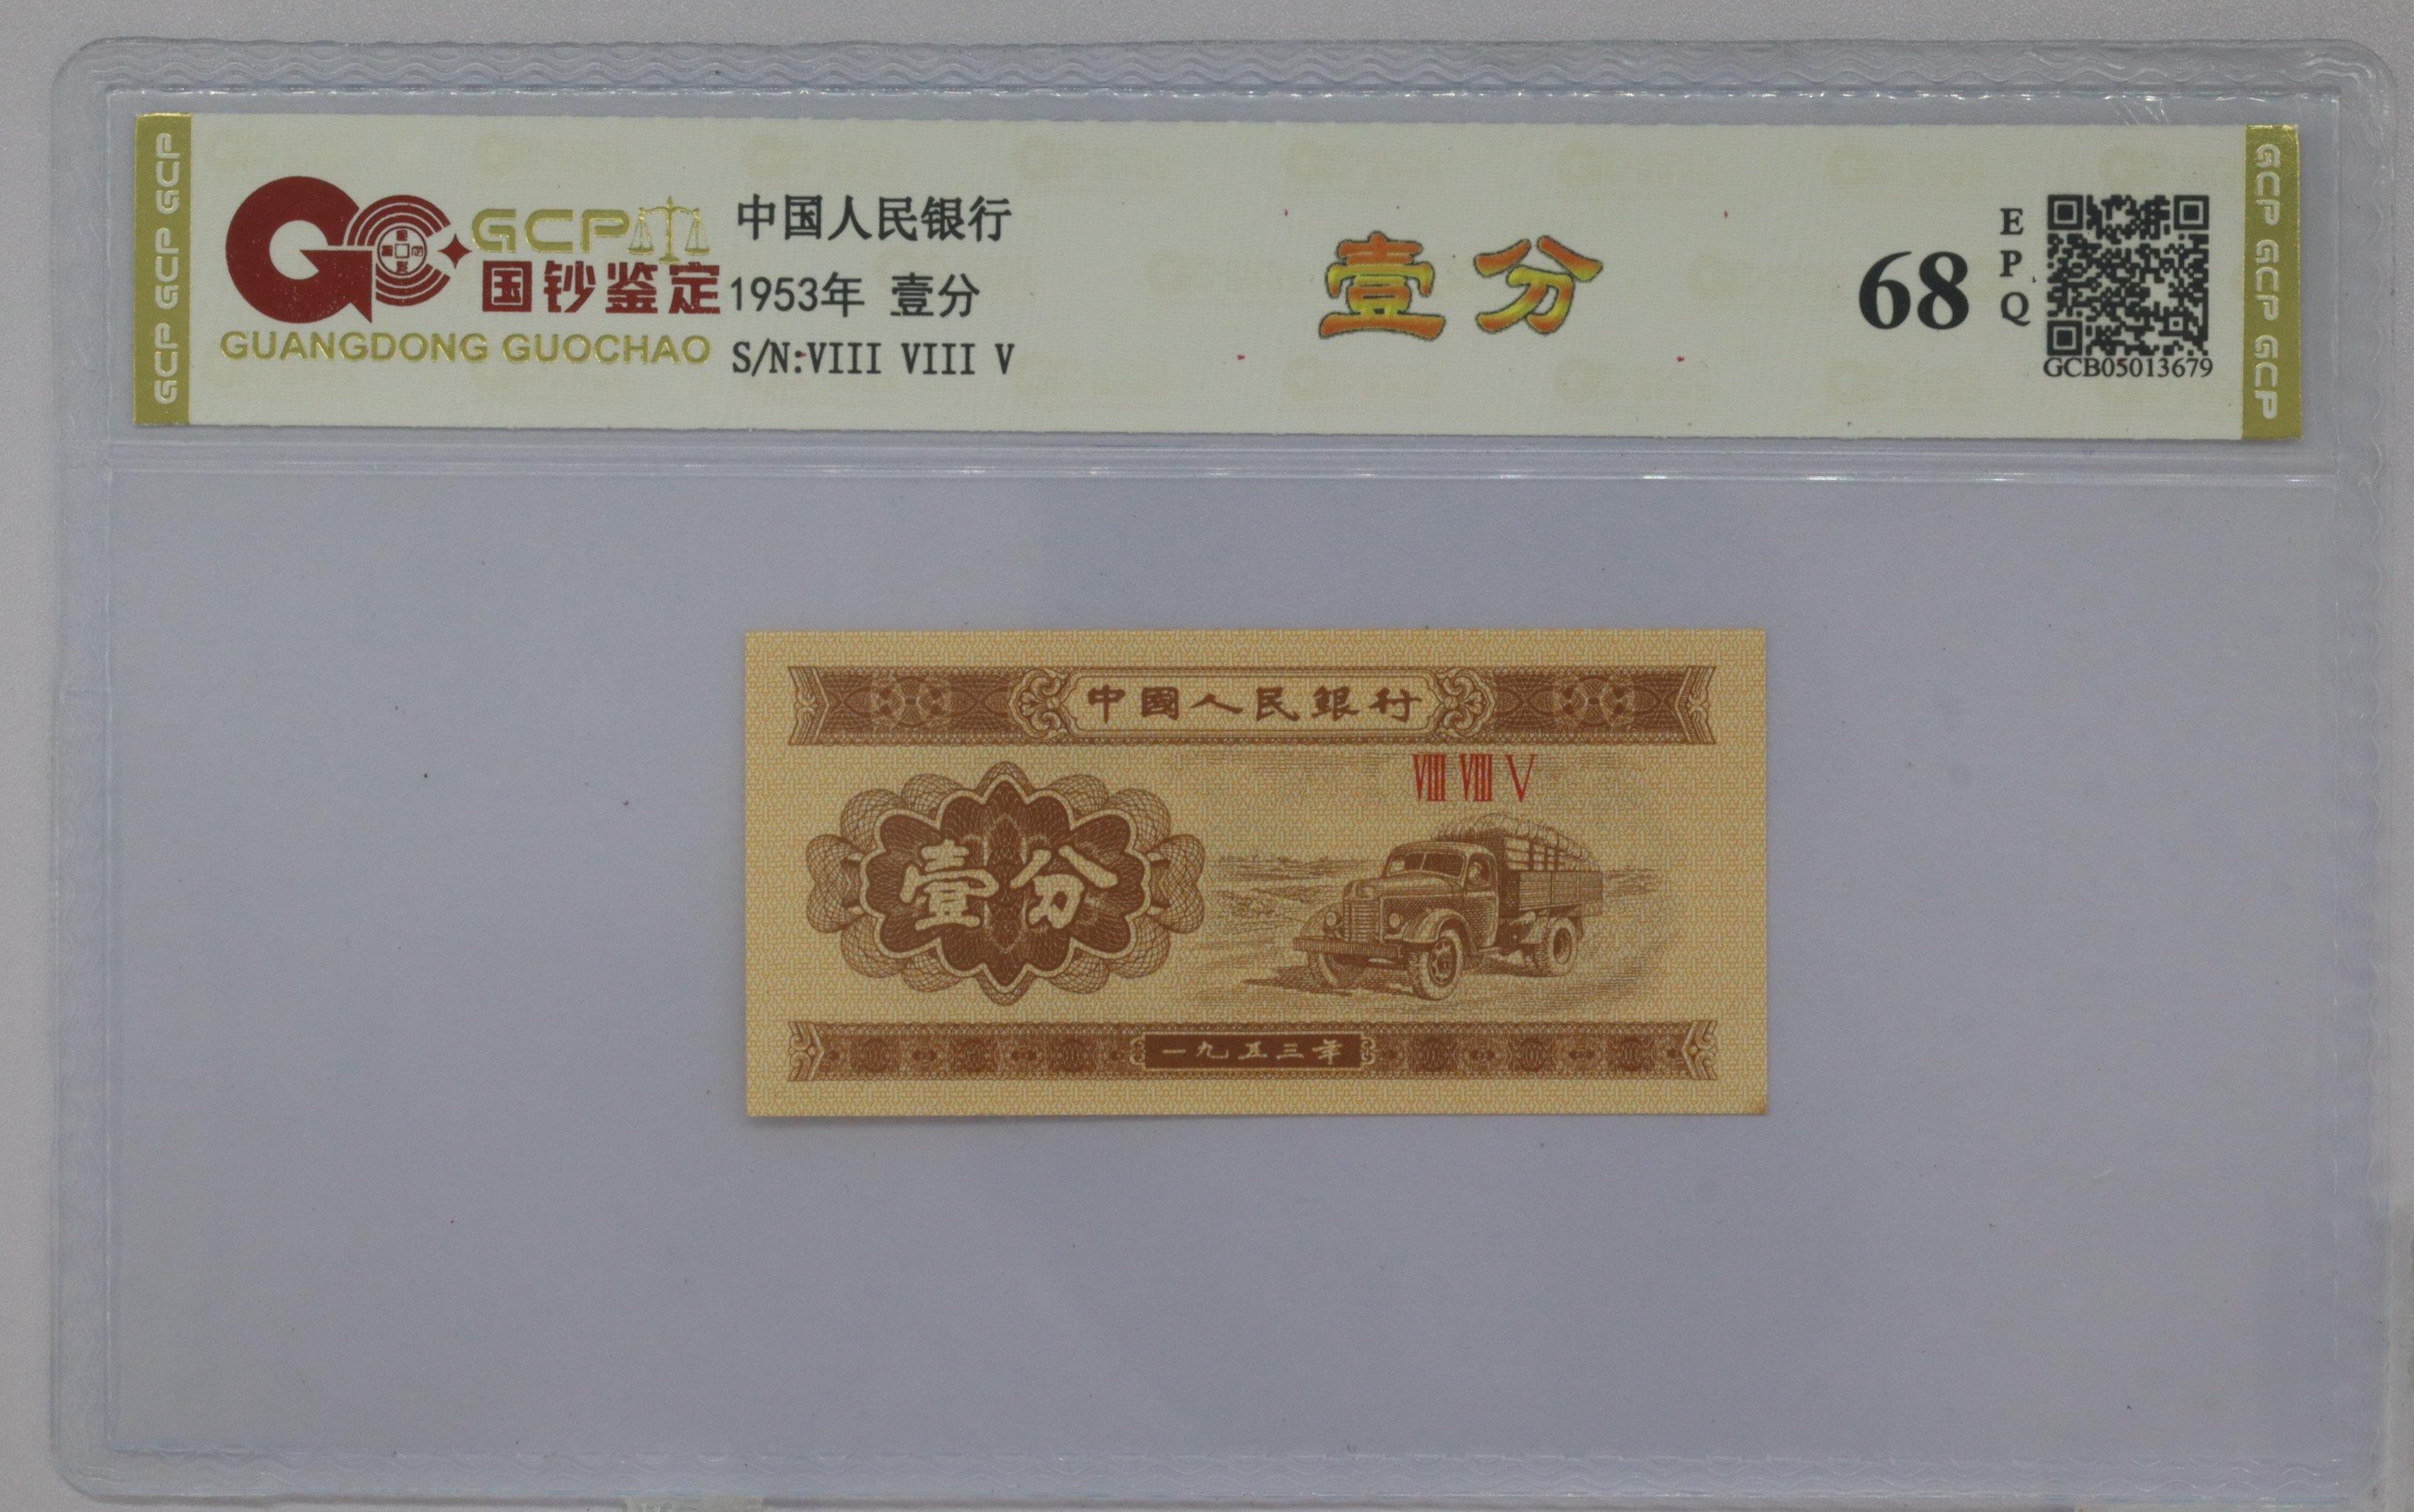 GCP GCP GCP
GCP
国钞鉴定
GUANGDONG GUOCHAO
中国人民银行
1953年 壹分
S/N:VIII VIII V
壹分
68
EPQ
GCB05013679
GCP GCP GCP
中國人民銀行
VIII VIII V
壹分
一九五三年